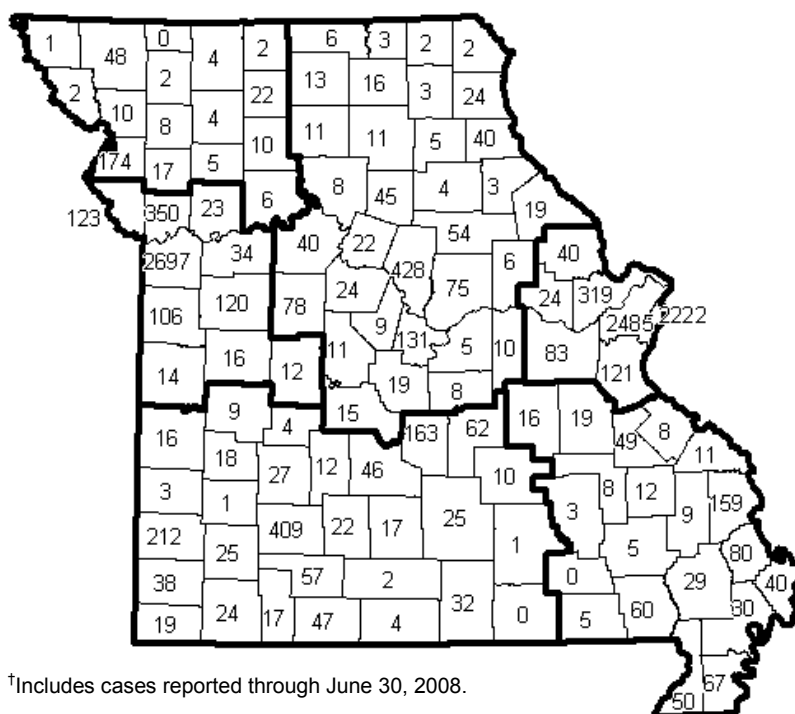 1 48 0 4 2 6 3 2 2
2 2 22 13 16 3 24
10 8 4 10 11 11 5 40
174 17 5 8 45 4 3 19
123 350 23 6
40 22 54 6 40
2697 34 428 75 24 319
106 120 78 24 9 131 5 10 2485 2222
83
14 16 12 11 19 8 121
15
9 4 163 62 16 19 49 8 11
16 18 27 12 46 10 8 12 159
3 1 25 3 9
212 25 409 22 17 1 5 80
38 57 2 0 29 40
19 24 17 47 4 32 0 5 60 80
67
50
†Includes cases reported through June 30, 2008.